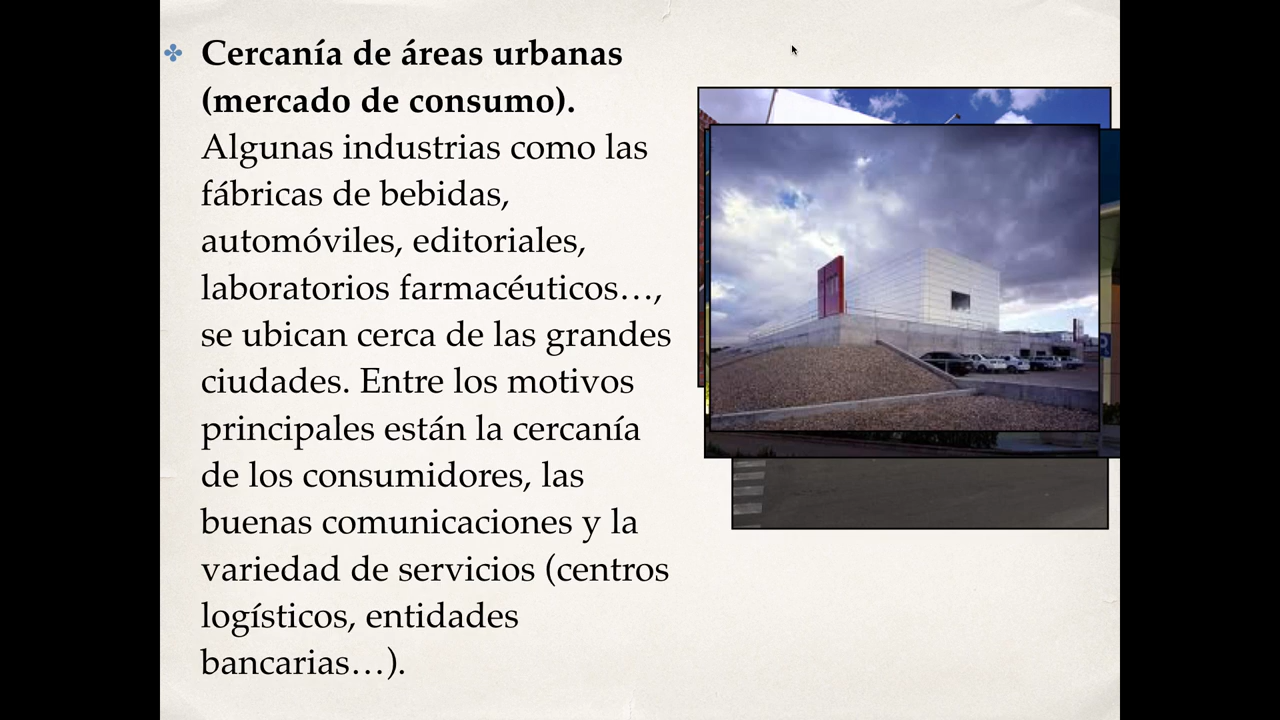 Cercanía de áreas urbanas
(mercado de consumo).
Algunas industrias como las
fábricas de bebidas,
automóviles, editoriales,
laboratorios farmacéuticos…,
se ubican cerca de las grandes
ciudades. Entre los motivos
principales están la cercanía
de los consumidores, las
buenas comunicaciones y la
variedad de servicios (centros
logísticos, entidades
bancarias…).